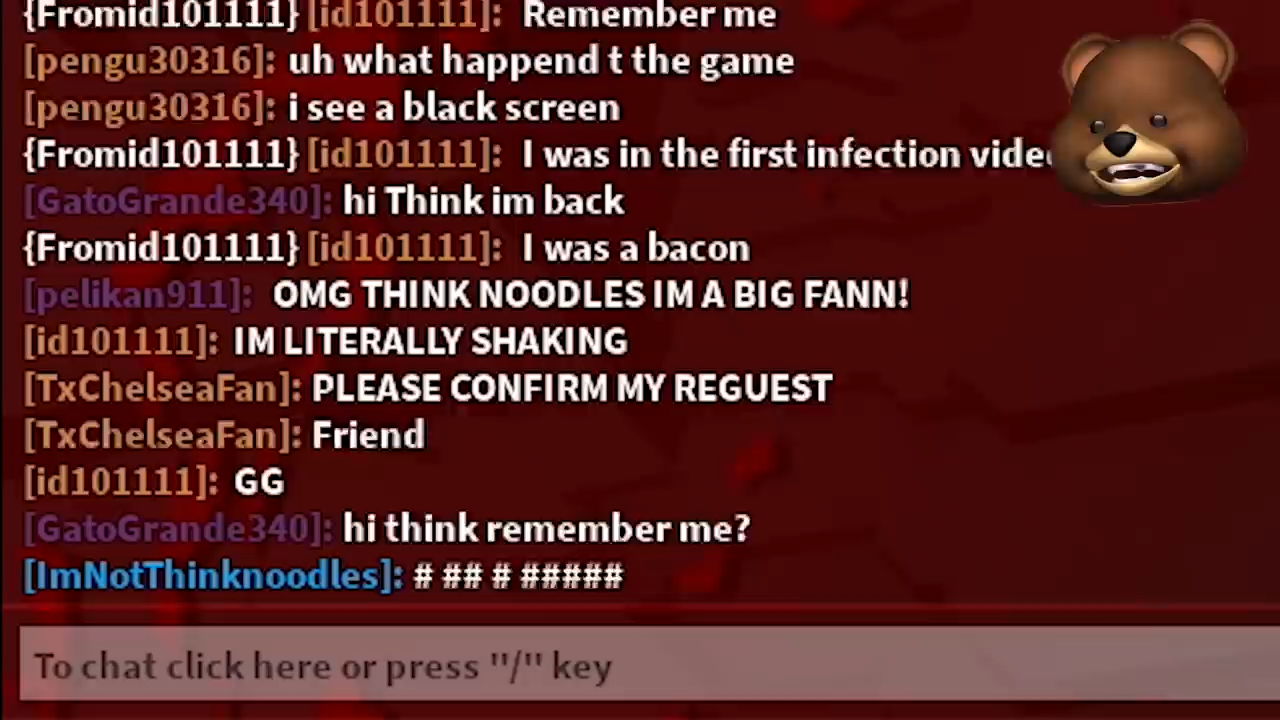 {Fromid101111} [id101111]: Remember me
[pengu30316]: uh what happend t the game
[pengu30316]: i see a black screen
{Fromid101111} [id101111]: I was in the first infection
[GatoGrande340]: hi Think im back
{Fromid101111} [id101111]: I was a bacon
[pelikan911]: OMG THINK NOODLES IM A BIG FANN!
[id101111]: IM LITERALLY SHAKING
[TxChelseaFan]: PLEASE CONFIRM MY REGUEST
[TxChelseaFan]: Friend
[id101111]: GG
[GatoGrande340]: hi think remember me?
[ImNotThinknoodles]: # ## # #####
To chat click here or press "/" key